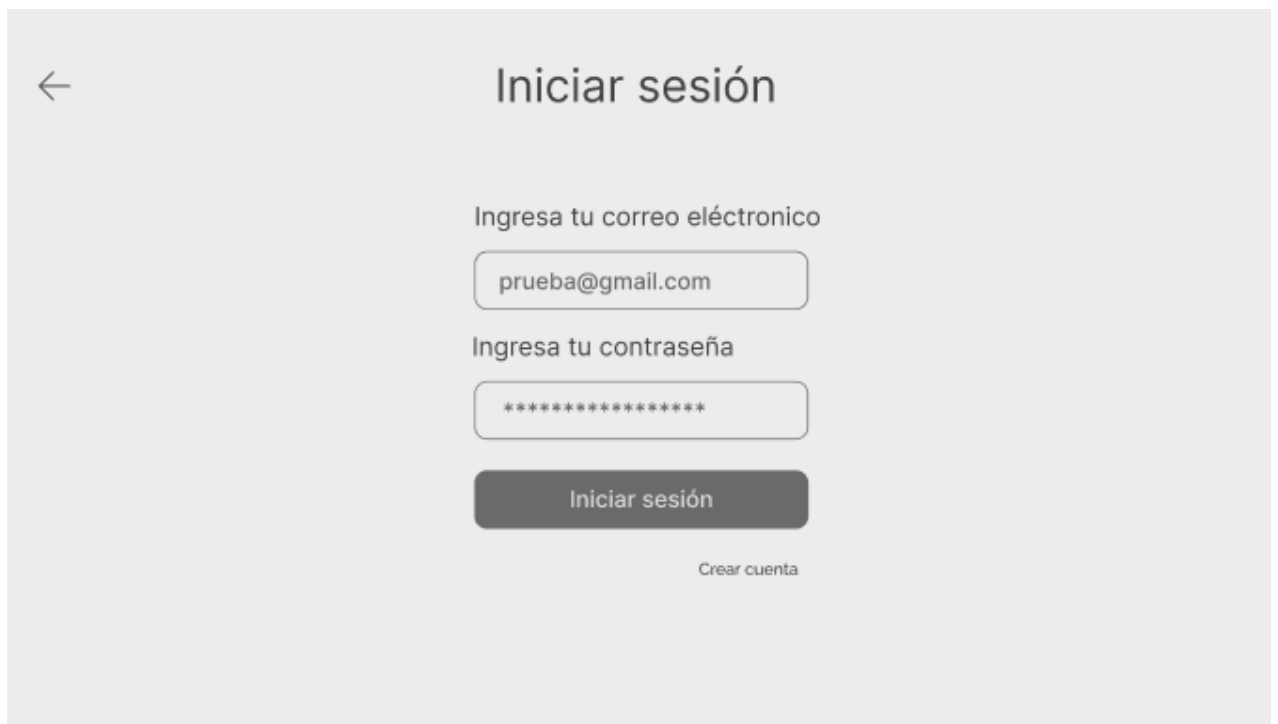 Iniciar sesión
Ingresa tu correo eléctronico
prueba@gmail.com
Ingresa tu contraseña
*****************
Iniciar sesión
Crear cuenta